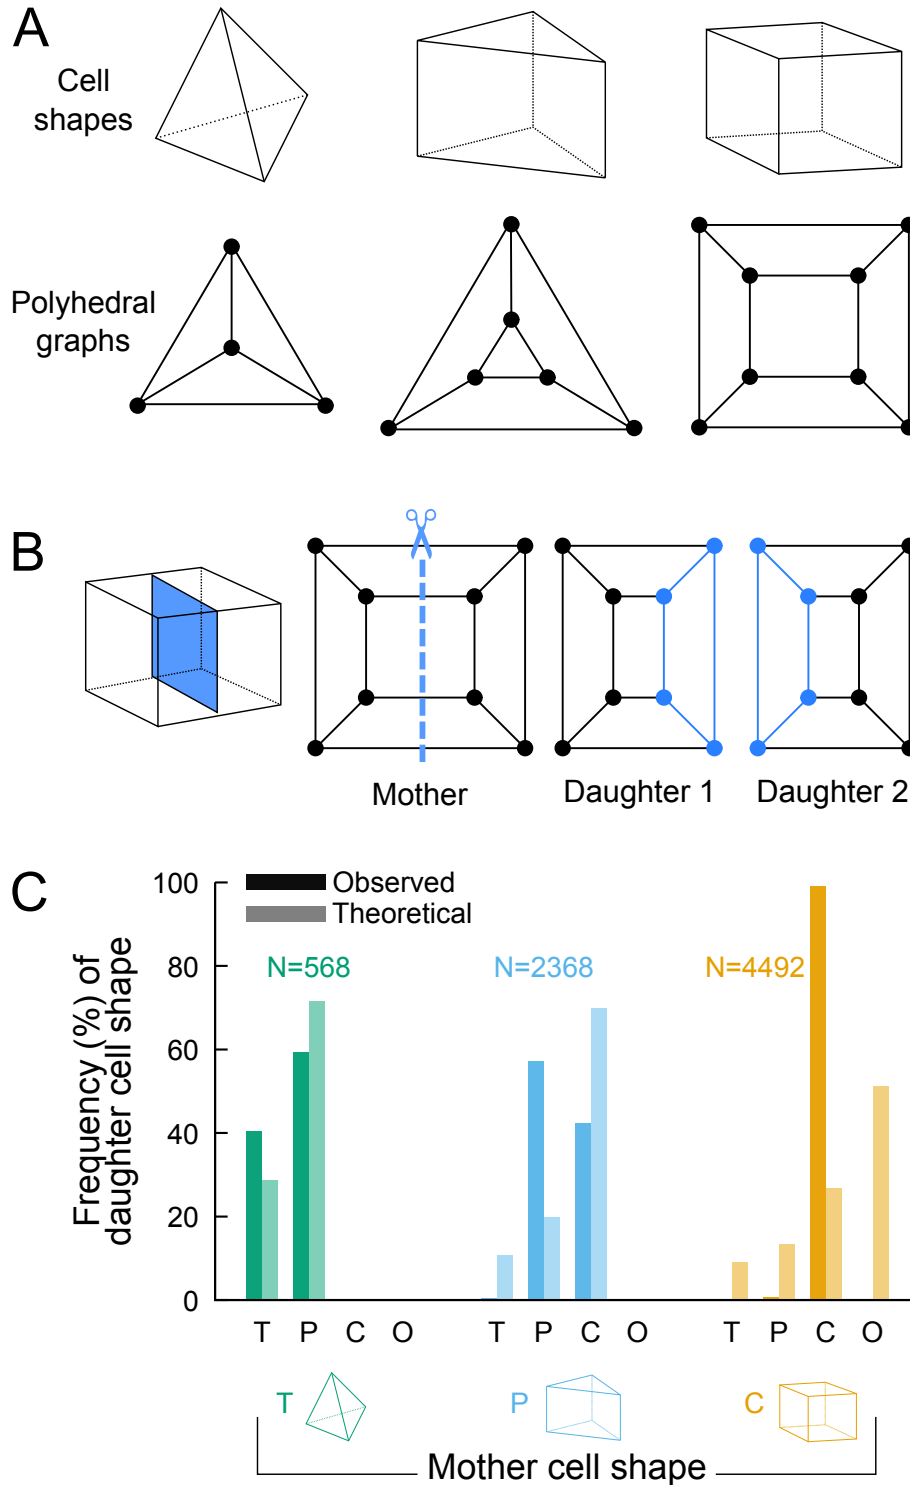 A
Cell
shapes
Polyhedral
graphs
B
Mother
Daughter 1
Daughter 2
C
Frequency (%) of
daughter cell shape
100
80
60
40
20
0
Observed
Theoretical
N=568
N=2368
N=4492
T P C O
T P C O
T P C O
T
P
C
Mother cell shape